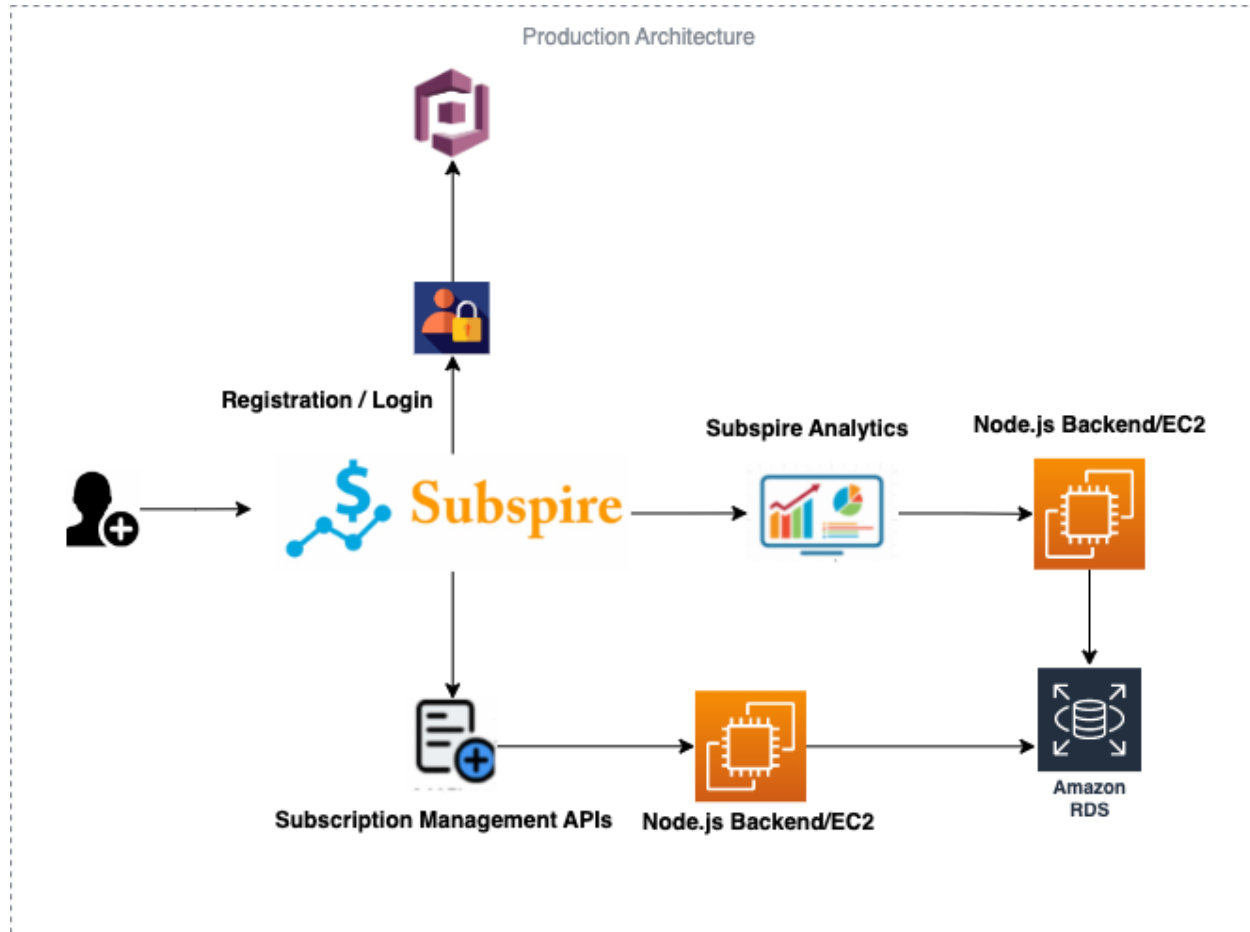 Production Architecture
Registration / Login
Subspire Analytics
Node.js Backend/EC2
$ Subspire
Subscription Management APIs
Node.js Backend/EC2
Amazon
RDS